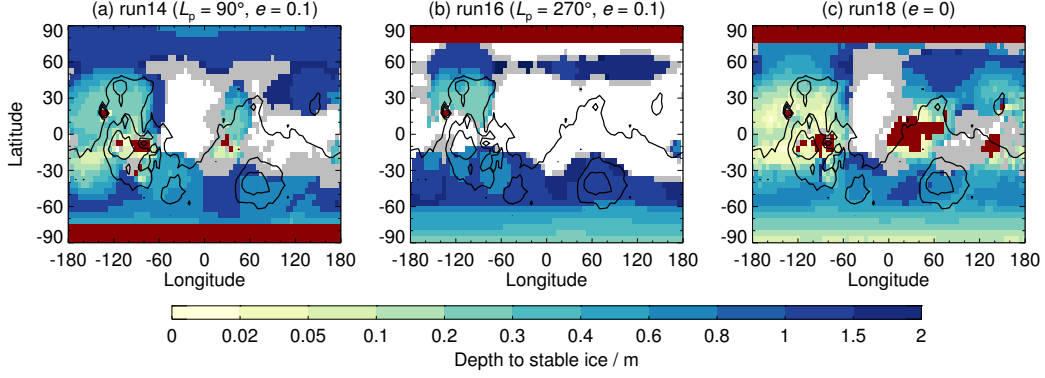 (a) run14 (Lp = 90°, e = 0.1)
(b) run16 (Lp = 270°, e = 0.1)
(c) run18 (e = 0)
90
60
30
0
-30
-60
-90
Latitude
-180 -120 -60 0 60 120 180
Longitude
90
60
30
0
-30
-60
-90
-180 -120 -60 0 60 120 180
Longitude
90
60
30
0
-30
-60
-90
-180 -120 -60 0 60 120 180
Longitude
0 0.02 0.05 0.1 0.2 0.3 0.4 0.6 0.8 1 1.5 2
Depth to stable ice / m